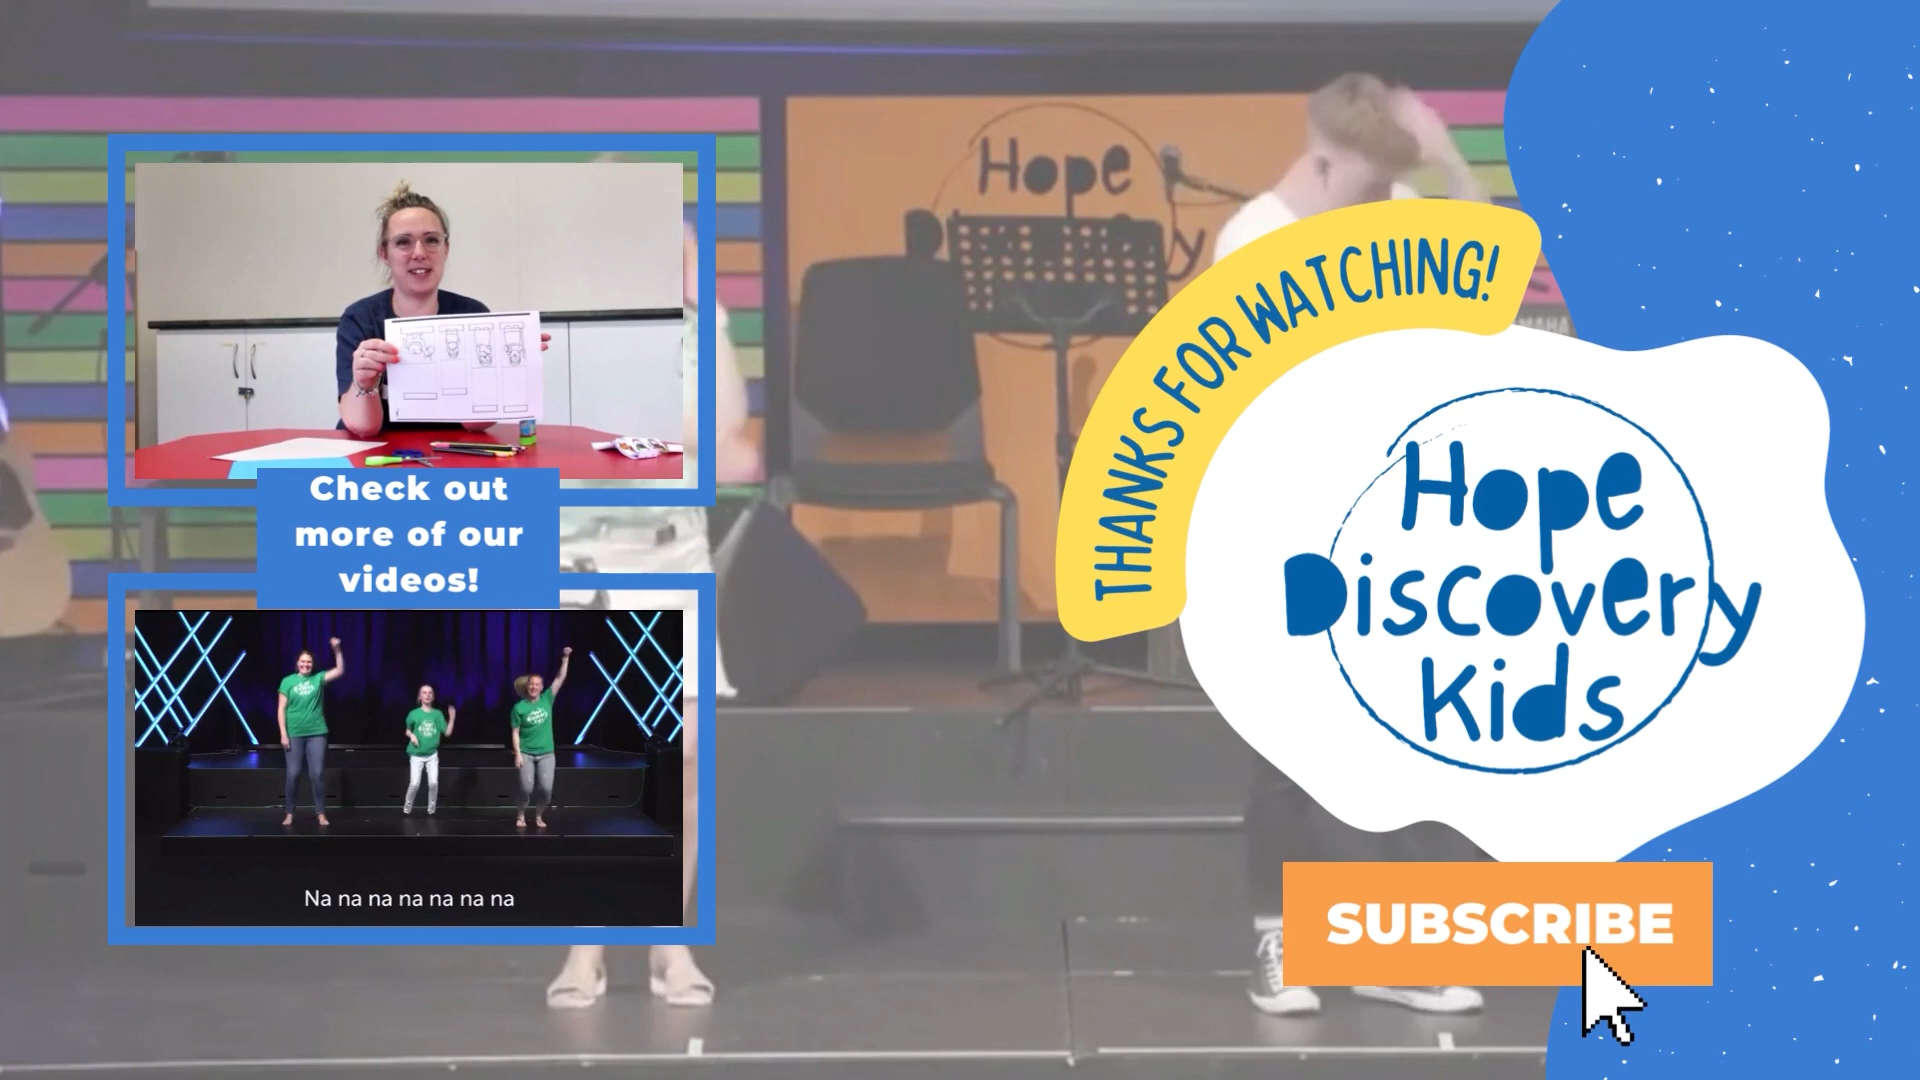 Hope
y
Check out
more of our
videos!
Na na na na na na na
THANKS FOR WATCHING!
Hope
Discovery
Kids
SUBSCRIBE